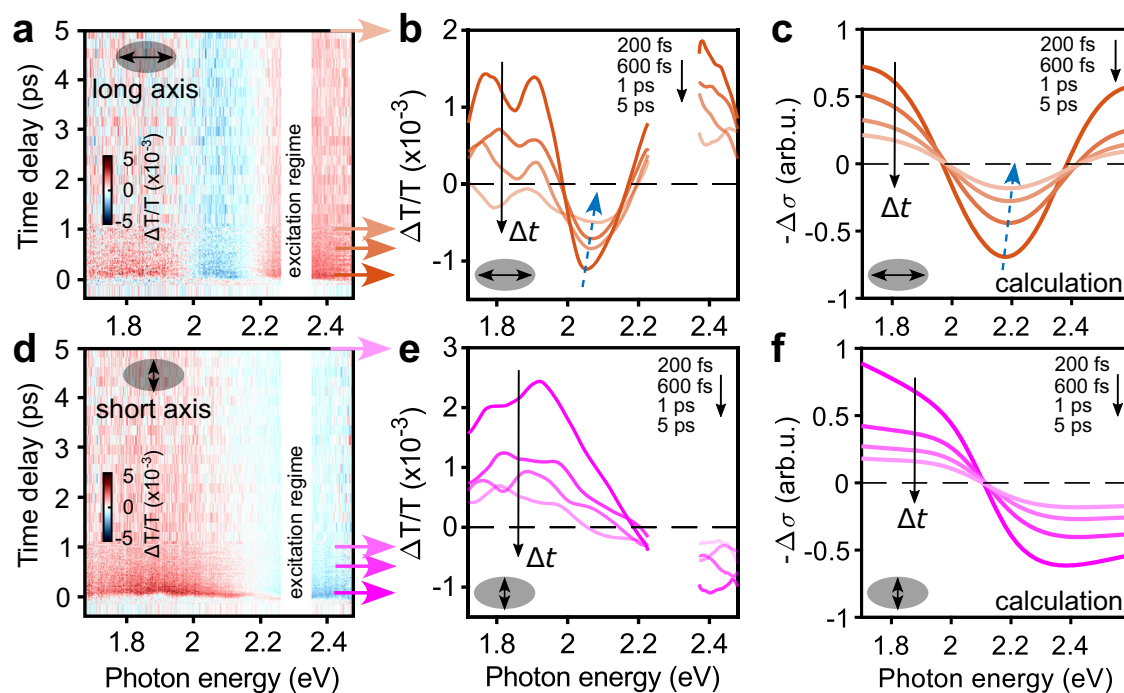 a
5
4
3
2
1
0
Time delay (ps)
long axis
5
-5
ΔT/T (x10⁻³)
excitation regime
1.8
2
2.2
2.4
b
2
1
0
-1
ΔT/T (x10⁻³)
200 fs
600 fs
1 ps
5 ps
Δt
1.8
2
2.2
2.4
c
1
0.5
0
-0.5
-1
-Δσ (arb.u.)
200 fs
600 fs
1 ps
5 ps
Δt
calculation
1.8
2
2.2
2.4
d
5
4
3
2
1
0
Time delay (ps)
short axis
5
-5
ΔT/T (x10⁻³)
excitation regime
1.8
2
2.2
2.4
Photon energy (eV)
e
3
2
1
0
-1
ΔT/T (x10⁻³)
200 fs
600 fs
1 ps
5 ps
Δt
1.8
2
2.2
2.4
Photon energy (eV)
f
1
0.5
0
-0.5
-1
-Δσ (arb.u.)
200 fs
600 fs
1 ps
5 ps
Δt
calculation
1.8
2
2.2
2.4
Photon energy (eV)